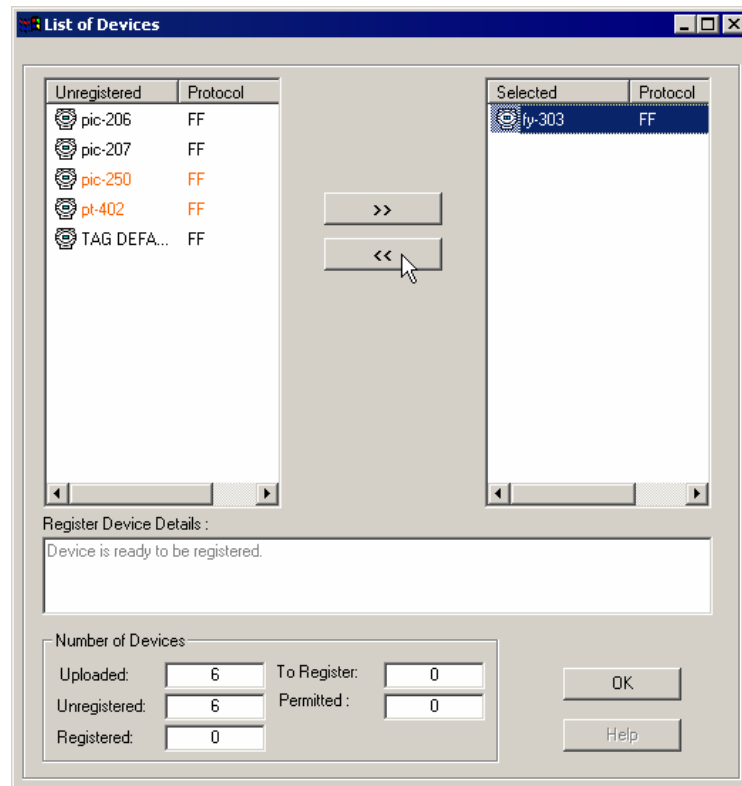 List of Devices
Unregistered Protocol
pic-206 FF
pic-207 FF
pic-250 FF
pt-402 FF
TAG DEFA... FF
>>
<<
Selected Protocol
fy-303 FF
Register Device Details :
Device is ready to be registered.
Number of Devices
Uploaded: 6
To Register: 0
Unregistered: 6
Permitted : 0
Registered: 0
OK
Help